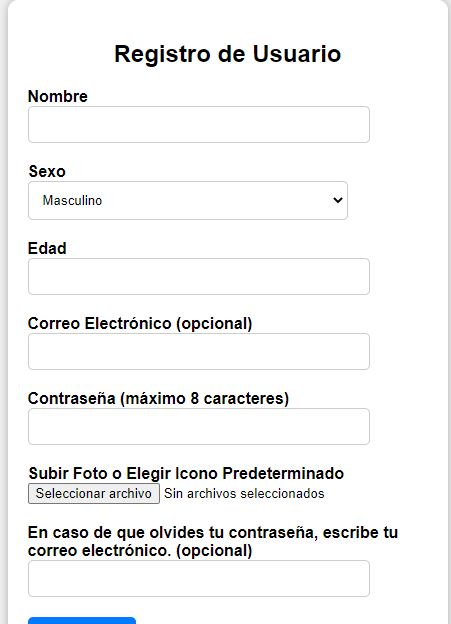 Registro de Usuario
Nombre
Sexo
Masculino
Edad
Correo Electrónico (opcional)
Contraseña (máximo 8 caracteres)
Subir Foto o Elegir Icono Predeterminado
Seleccionar archivo Sin archivos seleccionados
En caso de que olvides tu contraseña, escribe tu
correo electrónico. (opcional)